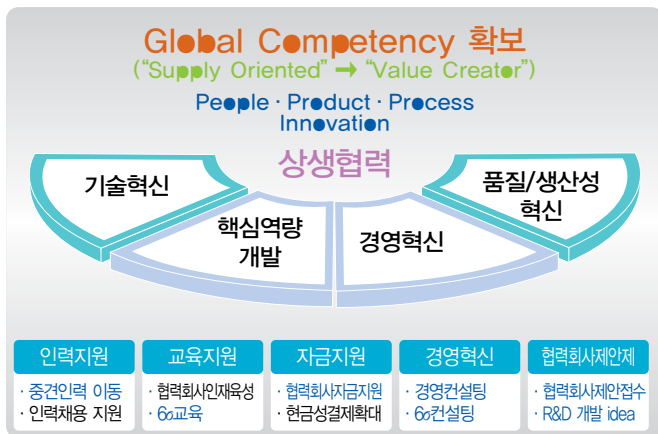 Global Competency 확보
(“Supply Oriented” → “Value Creator”)
People · Product · Process
Innovation
상생협력
기술혁신
핵심역량
개발
경영혁신
품질/생산성
혁신
인력지원
· 중견인력 이동
· 인력채용 지원
교육지원
· 협력회사인재육성
· 6σ교육
자금지원
· 협력회사자금지원
· 현금성결제확대
경영혁신
· 경영컨설팅
· 6σ컨설팅
협력회사제안제
· 협력회사제안접수
· R&D 개발 idea